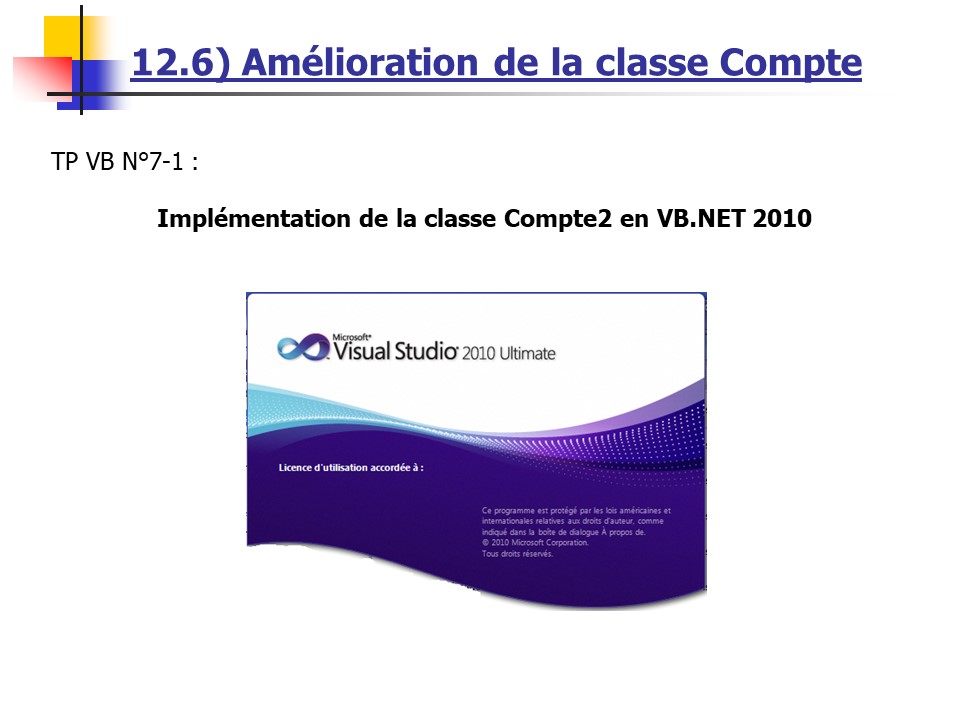 12.6) Amélioration de la classe Compte
TP VB N°7-1 :
Implémentation de la classe Compte2 en VB.NET 2010
Microsoft®
Visual Studio® 2010 Ultimate
Licence d'utilisation accordée à :
Ce programme est protégé par les lois américaines et
internationales relatives aux droits d'auteur, comme
indiqué dans la boîte de dialogue À propos de.
© 2010 Microsoft Corporation.
Tous droits réservés.